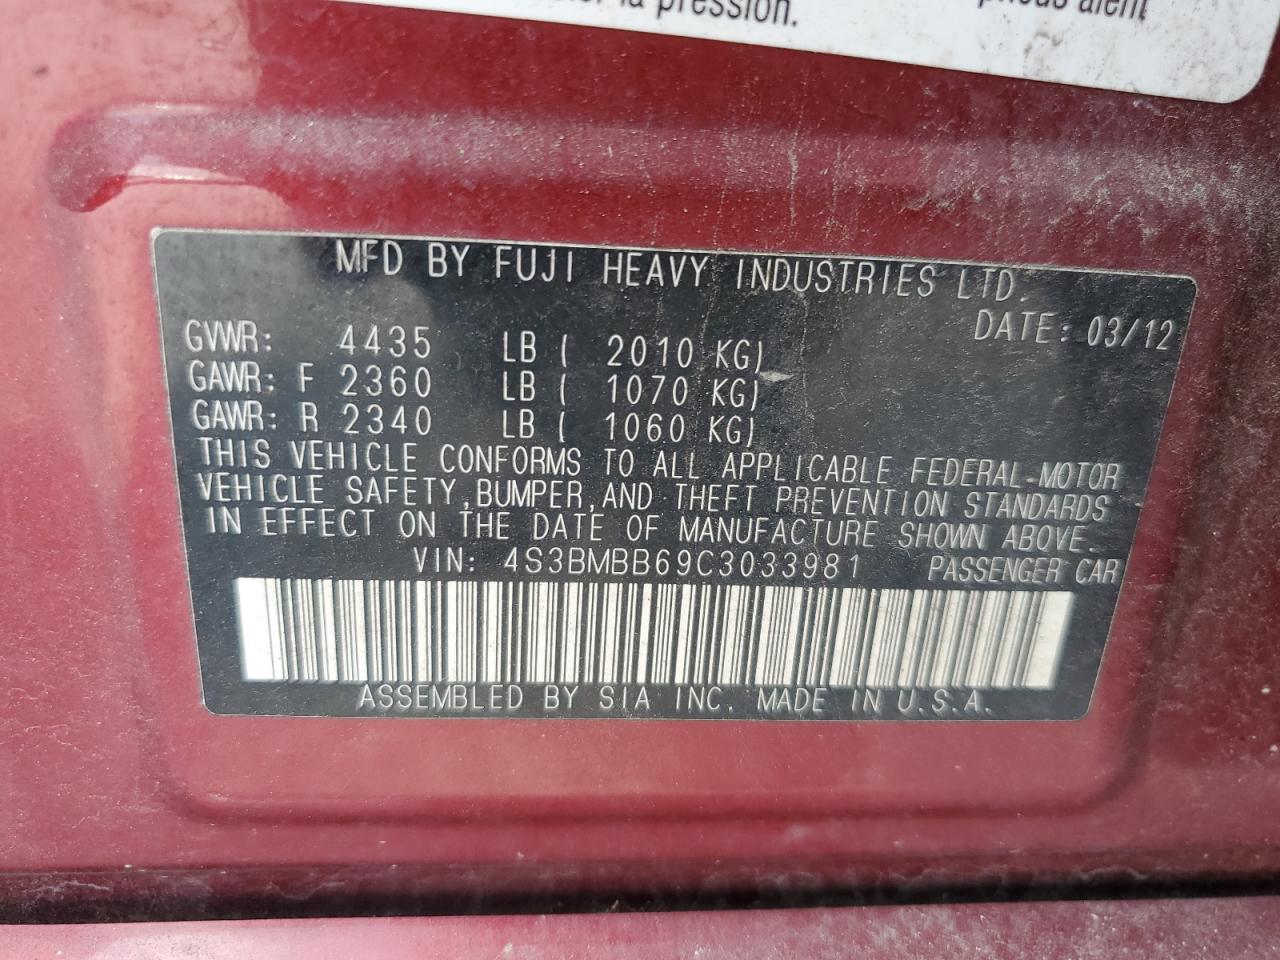 la pression.
MFD BY FUJI HEAVY INDUSTRIES LTD.
DATE: 03/12
GVWR: 4435 LB ( 2010 KG)
GAWR: F 2360 LB ( 1070 KG)
GAWR: R 2340 LB ( 1060 KG)
THIS VEHICLE CONFORMS TO ALL APPLICABLE FEDERAL-MOTOR
VEHICLE SAFETY,BUMPER,AND THEFT PREVENTION STANDARDS
IN EFFECT ON THE DATE OF MANUFACTURE SHOWN ABOVE.
VIN: 4S3BMBB69C3033981 PASSENGER CAR
ASSEMBLED BY SIA INC. MADE IN U.S.A.